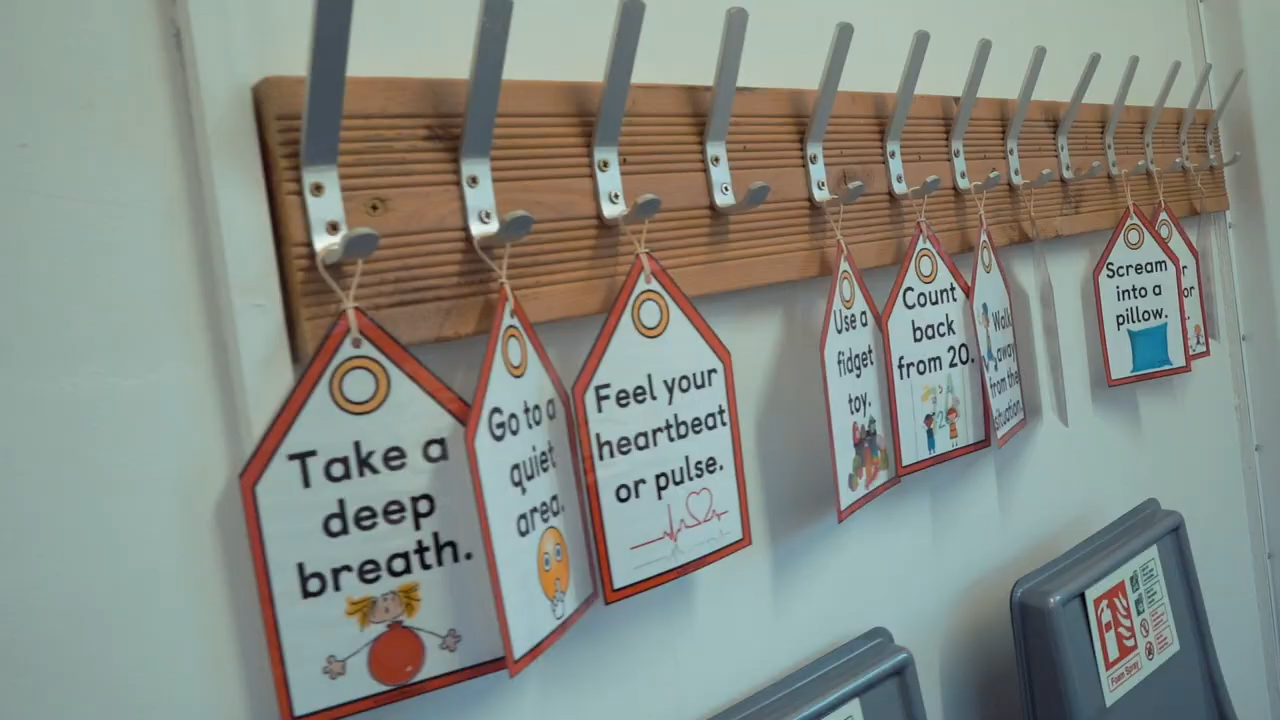 Take a
deep
breath.
Go to a
quiet
area.
Feel your
heartbeat
or pulse.
Use a
fidget
toy.
Count
back
from 20.
Walk
away
from the
situation.
Scream
into a
pillow.
or
Foam Spray